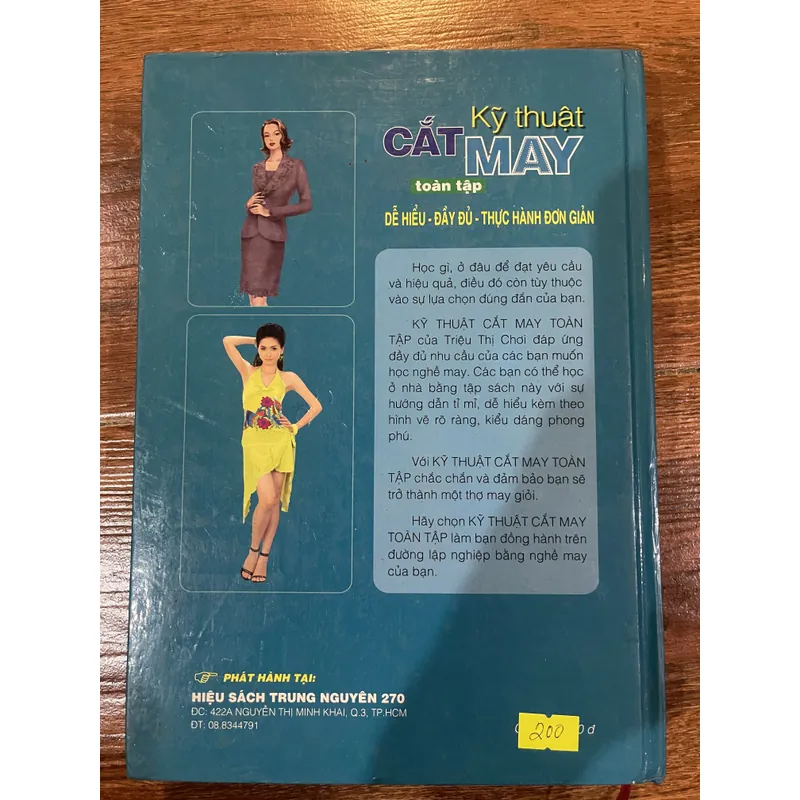 Kỹ thuật
CẮT MAY
toàn tập
DỄ HIỂU - ĐẦY ĐỦ - THỰC HÀNH ĐƠN GIẢN
Học gì, ở đâu để đạt yêu cầu
và hiệu quả, điều đó còn tùy thuộc
vào sự lựa chọn đúng đắn của bạn.
KỸ THUẬT CẮT MAY TOÀN
TẬP của Triệu Thị Chơi đáp ứng
đầy đủ nhu cầu của các bạn muốn
học nghề may. Các bạn có thể học
ở nhà bằng tập sách này với sự
hướng dẫn tỉ mỉ, dễ hiểu kèm theo
hình vẽ rõ ràng, kiểu dáng phong
phú.
Với KỸ THUẬT CẮT MAY TOÀN
TẬP chắc chắn và đảm bảo bạn sẽ
trở thành một thợ may giỏi.
Hãy chọn KỸ THUẬT CẮT MAY
TOÀN TẬP làm bạn đồng hành trên
đường lập nghiệp bằng nghề may
của bạn.
PHÁT HÀNH TẠI:
HIỆU SÁCH TRUNG NGUYÊN 270
ĐC: 422A NGUYỄN THỊ MINH KHAI, Q.3, TP.HCM
ĐT: 08.8344791
200
đ